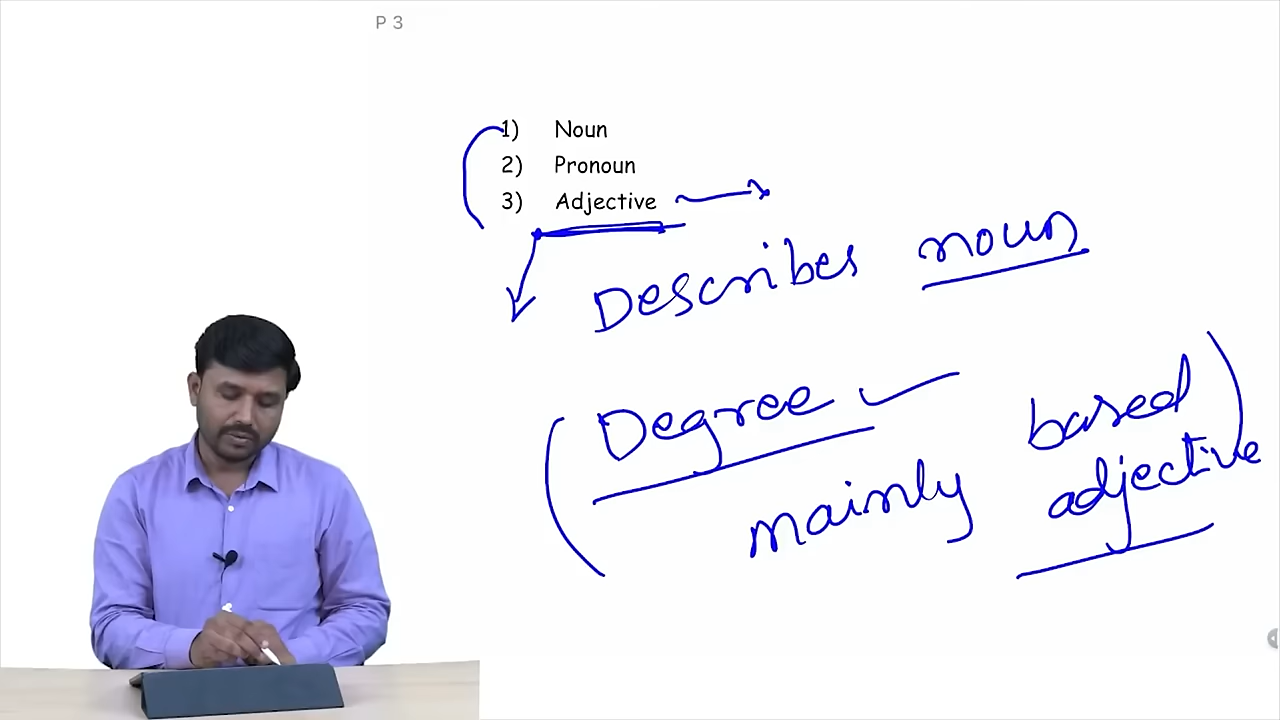 P 3
1) Noun
2) Pronoun
3) Adjective
Describes noun
(Degree based
mainly adjective)